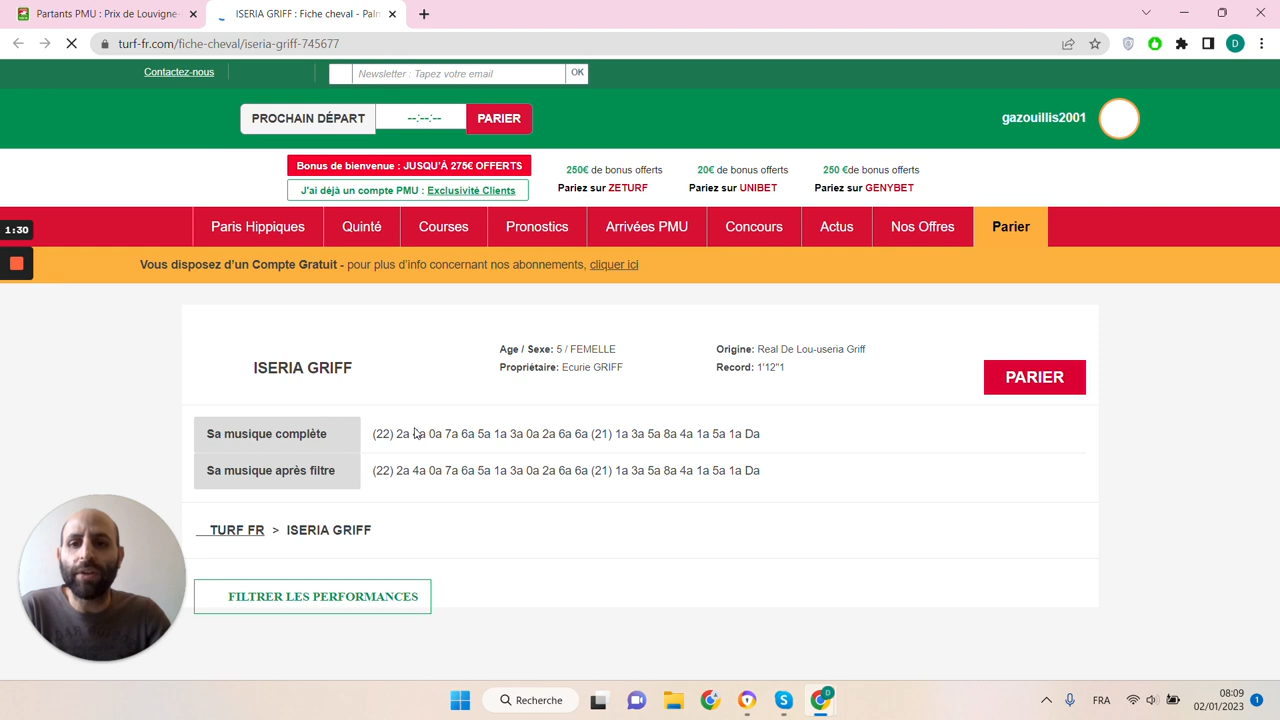 Partants PMU : Prix de Louvigne-
ISERIA GRIFF : Fiche cheval - Palm
turf-fr.com/fiche-cheval/iseria-griff-745677
D
Contactez-nous
Newsletter : Tapez votre email
OK
PROCHAIN DÉPART
--:--:--
PARIER
gazouillis2001
Bonus de bienvenue : JUSQU'À 275€ OFFERTS
J'ai déjà un compte PMU : Exclusivité Clients
250€ de bonus offerts
Pariez sur ZETURF
20€ de bonus offerts
Pariez sur UNIBET
250 €de bonus offerts
Pariez sur GENYBET
1:30
Paris Hippiques
Quinté
Courses
Pronostics
Arrivées PMU
Concours
Actus
Nos Offres
Parier
Vous disposez d'un Compte Gratuit - pour plus d'info concernant nos abonnements, cliquer ici
ISERIA GRIFF
Age / Sexe: 5 / FEMELLE
Propriétaire: Ecurie GRIFF
Origine: Real De Lou-useria Griff
Record: 1'12"1
PARIER
Sa musique complète
(22) 2a 4a 0a 7a 6a 5a 1a 3a 0a 2a 6a 6a (21) 1a 3a 5a 8a 4a 1a 5a 1a Da
Sa musique après filtre
(22) 2a 4a 0a 7a 6a 5a 1a 3a 0a 2a 6a 6a (21) 1a 3a 5a 8a 4a 1a 5a 1a Da
TURF FR > ISERIA GRIFF
FILTRER LES PERFORMANCES
Recherche
FRA
08:09
02/01/2023
1